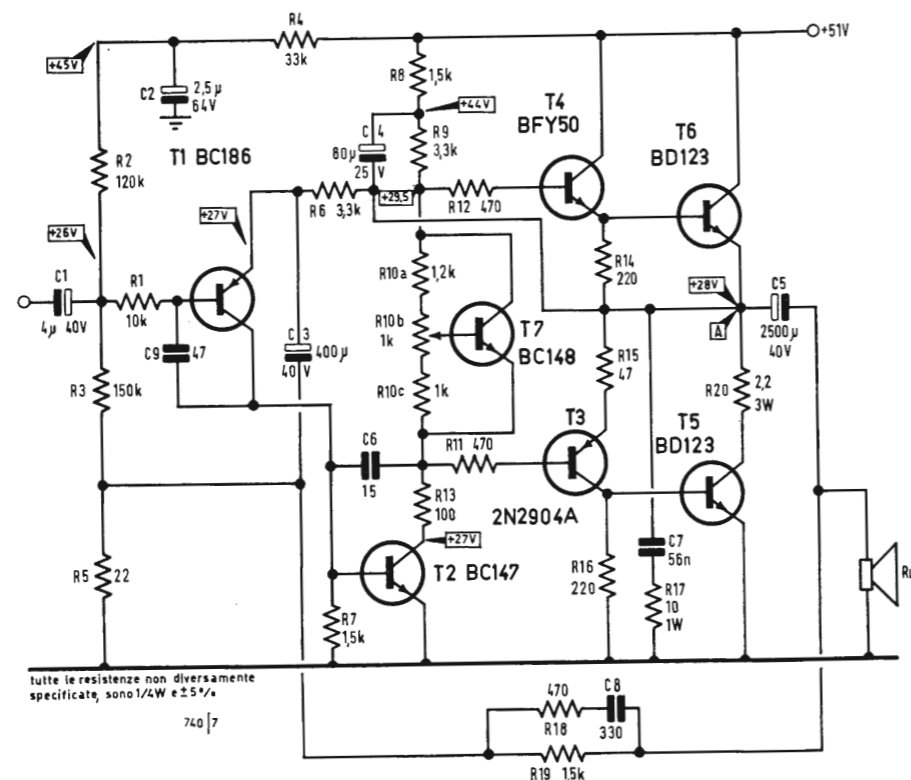 R4
33k
+51V
+45V
C2
2,5µ
64V
R8
1,5k
+44V
T4
BFY50
T6
BD123
T1 BC186
R2
120k
C 4
80µ
25 V
R9
3,3k
+27V
R6 3,3k
+29,5
R12 470
+26V
R14
220
+28V
C5
A
2500µ
40V
C1
4µ 40V
R1
10k
R10a
1,2k
R10b
1k
T7
BC148
C9
47
C 3
400µ
40 V
R10c
1k
R15
47
R20
2,2
3W
R3
150k
C6
15
R11 470
T3
T5
BD123
R13
100
2N2904A
+27V
T2 BC147
C7
56n
R5
22
R16
220
R17
10
1W
R7
1,5k
tutte le resistenze non diversamente
specificate, sono 1/4W e ±5%
740/7
470
R18
C8
330
R19 1,5k